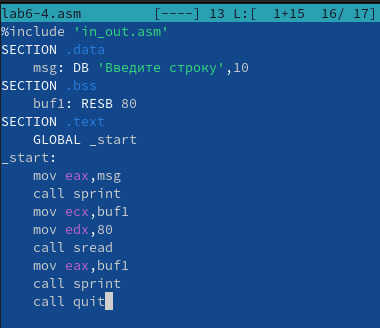 lab6-4.asm [----] 13 L:[ 1+15 16/ 17]
%include 'in_out.asm'
SECTION .data
msg: DB 'Введите строку',10
SECTION .bss
buf1: RESB 80
SECTION .text
GLOBAL _start
_start:
mov eax,msg
call sprint
mov ecx,buf1
mov edx,80
call sread
mov eax,buf1
call sprint
call quit